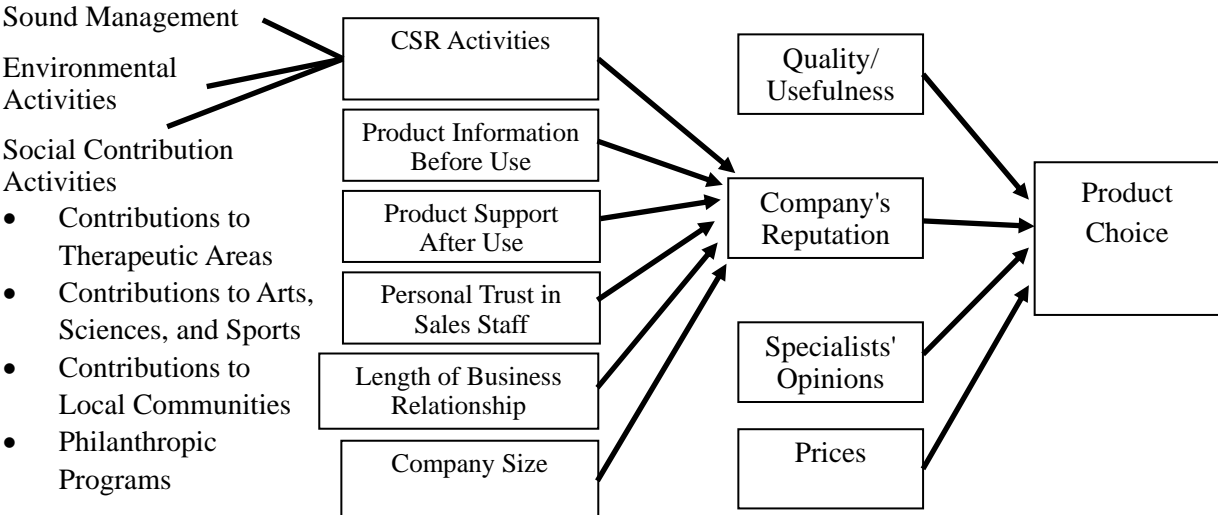 Sound Management
Environmental
Activities
Social Contribution
Activities
• Contributions to
Therapeutic Areas
• Contributions to Arts,
Sciences, and Sports
• Contributions to
Local Communities
• Philanthropic
Programs
CSR Activities
Product Information
Before Use
Product Support
After Use
Personal Trust in
Sales Staff
Length of Business
Relationship
Company Size
Quality/
Usefulness
Company's
Reputation
Specialists'
Opinions
Prices
Product
Choice